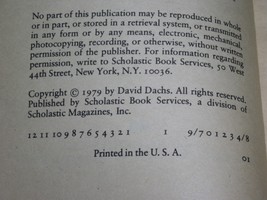 No part of this publication may be reproduced in whole
or in part, or stored in a retrieval system, or transmitted
in any form or by any means, electronic, mechanical,
photocopying, recording, or otherwise, without written
permission of the publisher. For information regarding
permission, write to Scholastic Book Services, 50 West
44th Street, New York, N.Y. 10036.
Copyright © 1979 by David Dachs. All rights reserved.
Published by Scholastic Book Services, a division of
Scholastic Magazines, Inc.
12 11 10 9 8 7 6 5 4 3 2 1 1 9/7 0 1 2 3 4/8
Printed in the U. S. A. 01